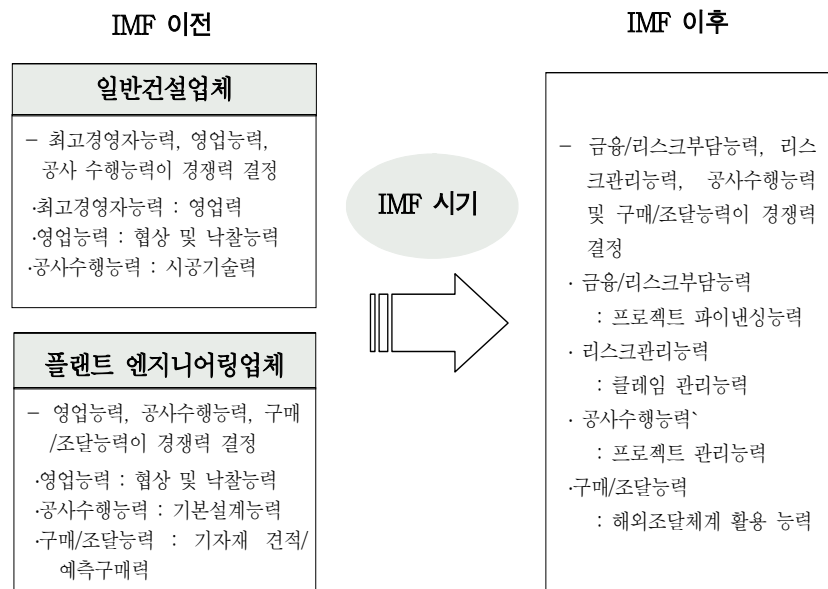 IMF 이전
일반건설업체
- 최고경영자능력, 영업능력,
공사 수행능력이 경쟁력 결정
·최고경영자능력 : 영업력
·영업능력 : 협상 및 낙찰능력
·공사수행능력 : 시공기술력
플랜트 엔지니어링업체
- 영업능력, 공사수행능력, 구매
/조달능력이 경쟁력 결정
·영업능력 : 협상 및 낙찰능력
·공사수행능력 : 기본설계능력
·구매/조달능력 : 기자재 견적/
예측구매력
IMF 시기
IMF 이후
- 금융/리스크부담능력, 리스
크관리능력, 공사수행능력
및 구매/조달능력이 경쟁력
결정
· 금융/리스크부담능력
: 프로젝트 파이낸싱능력
· 리스크관리능력
: 클레임 관리능력
· 공사수행능력`
: 프로젝트 관리능력
·구매/조달능력
: 해외조달체계 활용 능력